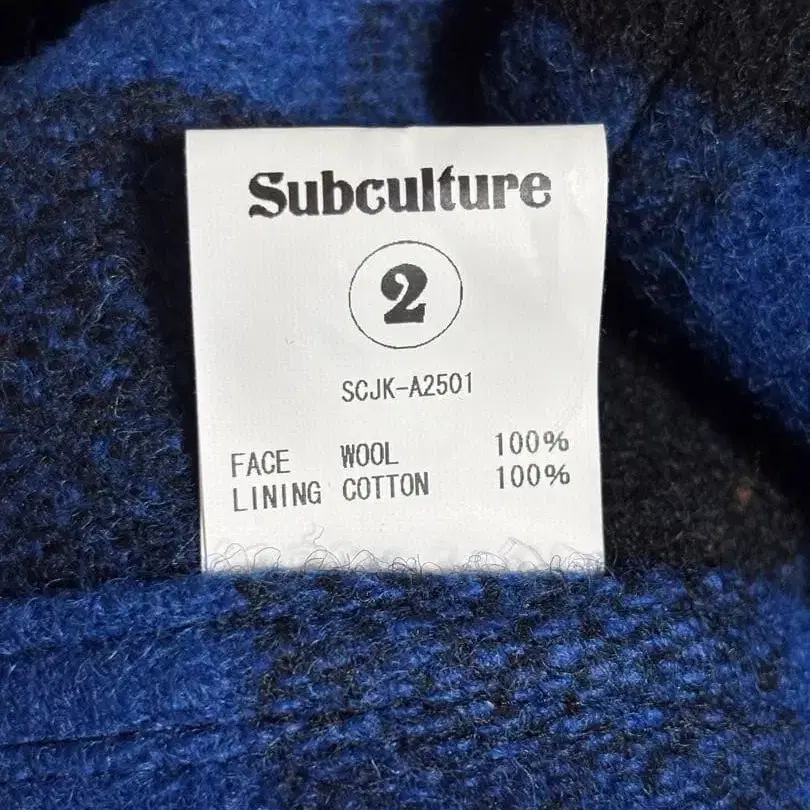 Subculture
2
SCJK-A2501
FACE WOOL 100%
LINING COTTON 100%